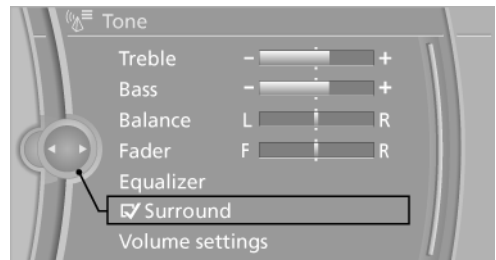 Tone
Treble - +
Bass - +
Balance L R
Fader F R
Equalizer
Surround
Volume settings